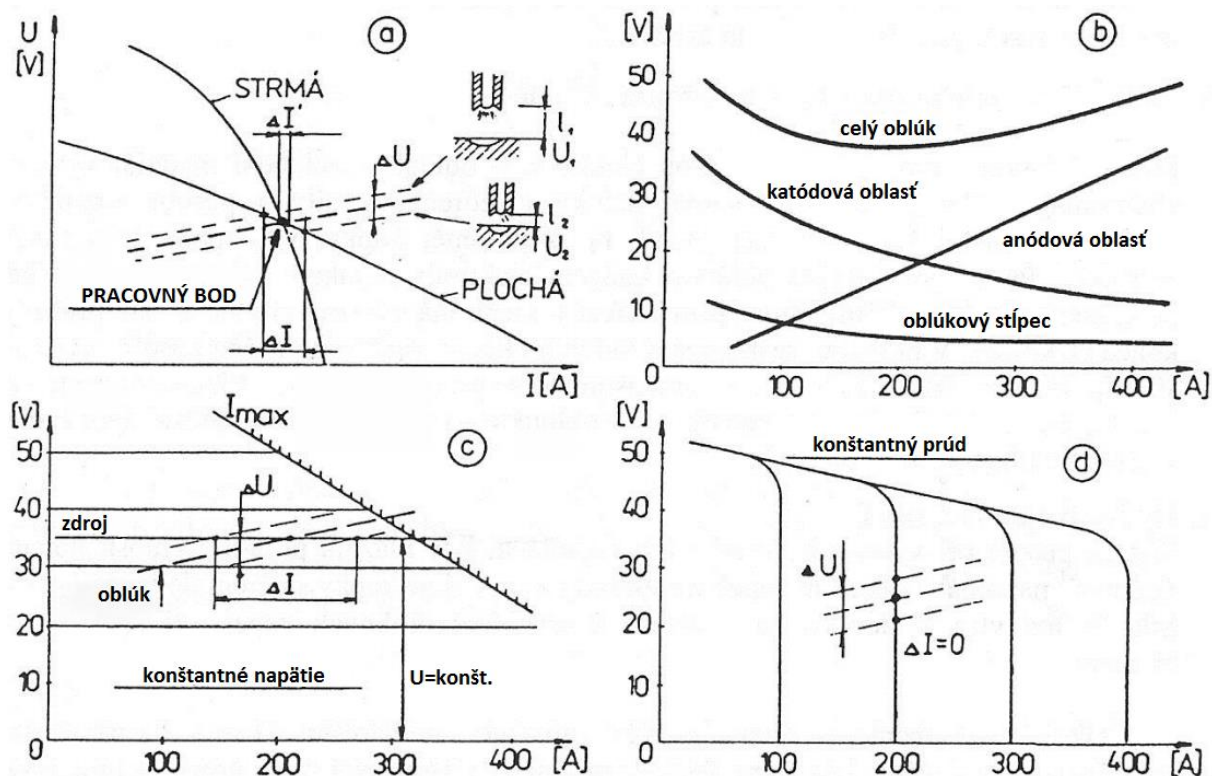 U
[V]
a
STRMÁ
ΔI'
ΔU
l₁
U₁
l₂
U₂
PRACOVNÝ BOD
PLOCHÁ
ΔI
I [A]
[V]
b
50
40
30
20
10
0
celý oblúk
katódová oblasť
anódová oblasť
oblúkový stĺpec
100
200
300
400
[A]
[V]
Imax
c
50
40
30
20
10
0
ΔU
zdroj
oblúk
ΔI
konštantné napätie
U=konšt.
100
200
300
400
[A]
[V]
konštantný prúd
d
50
40
30
20
10
0
ΔU
ΔI=0
100
200
300
400
[A]